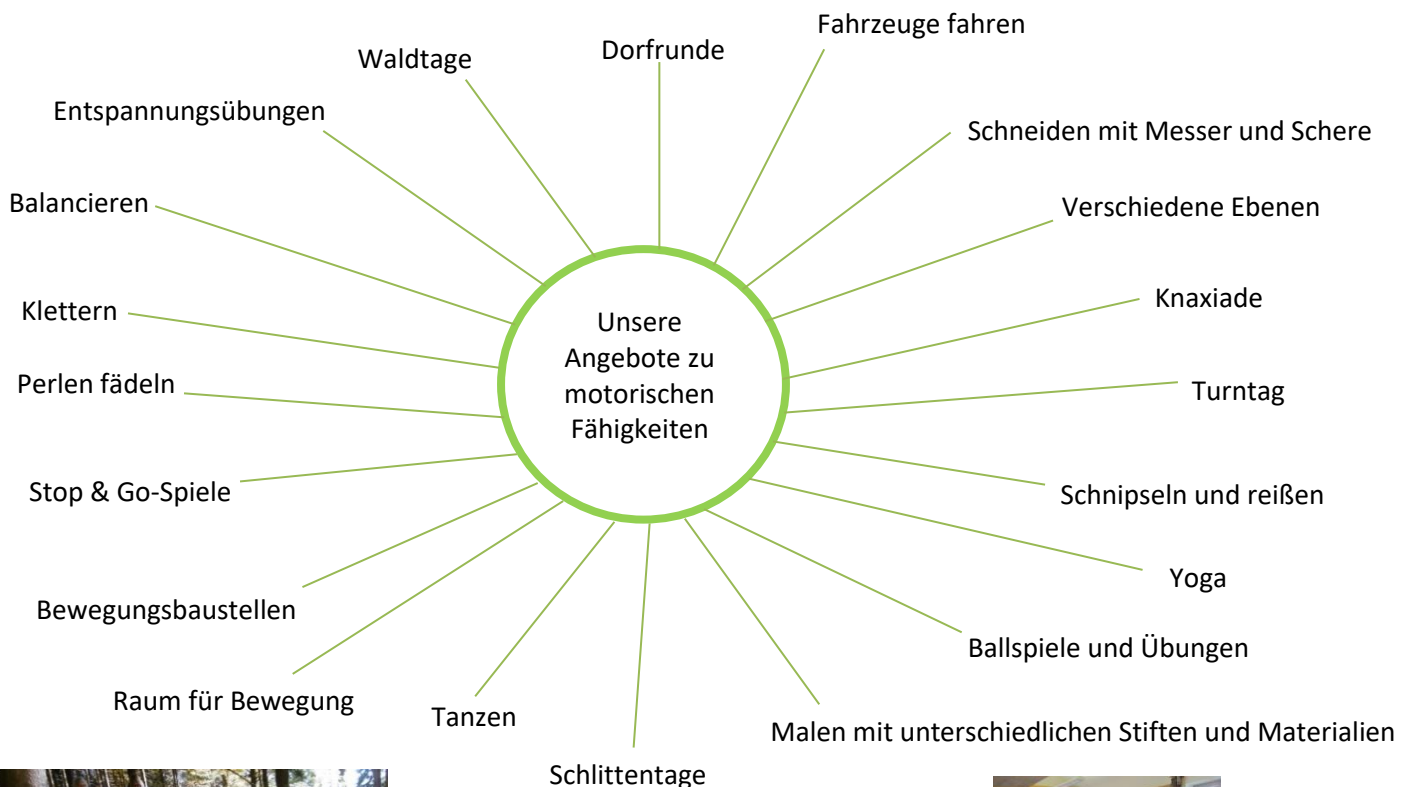 Fahrzeuge fahren
Dorfrunde
Waldtage
Entspannungsübungen
Schneiden mit Messer und Schere
Balancieren
Verschiedene Ebenen
Klettern
Knaxiade
Unsere
Angebote zu
motorischen
Fähigkeiten
Perlen fädeln
Turntag
Stop & Go-Spiele
Schnipseln und reißen
Yoga
Bewegungsbaustellen
Ballspiele und Übungen
Raum für Bewegung
Tanzen
Malen mit unterschiedlichen Stiften und Materialien
Schlittentage